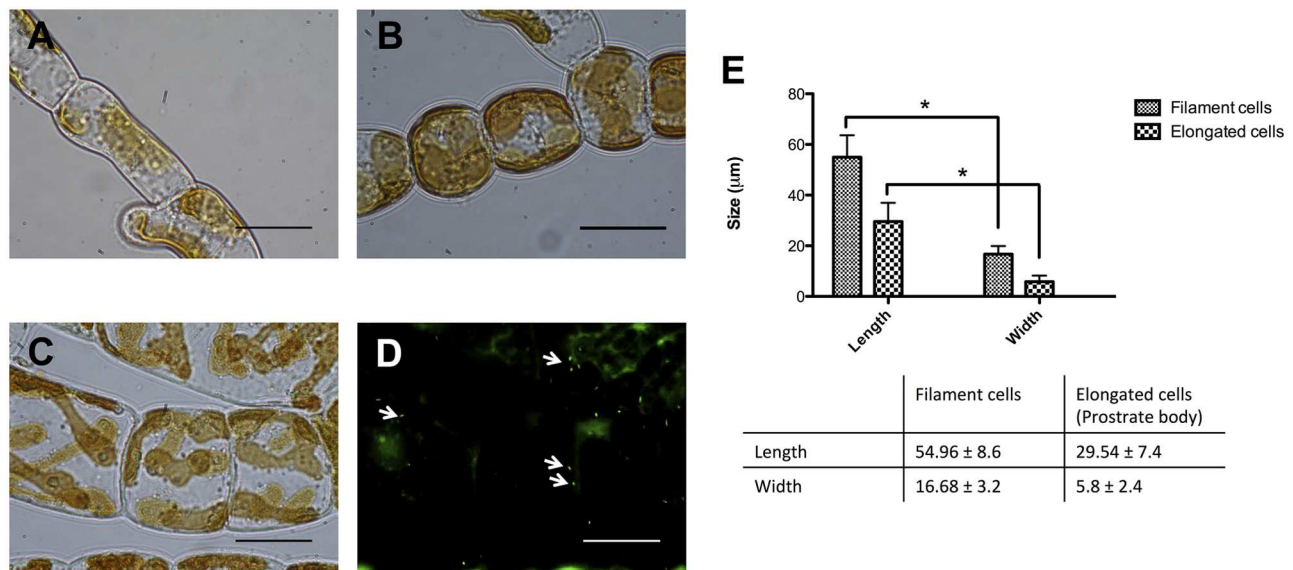 A
B
C
D
E
80
60
40
20
0
Size (μm)
*
*
Length
Width
Filament cells
Elongated cells
Filament cells
Elongated cells
(Prostrate body)
Length
54.96 ± 8.6
29.54 ± 7.4
Width
16.68 ± 3.2
5.8 ± 2.4